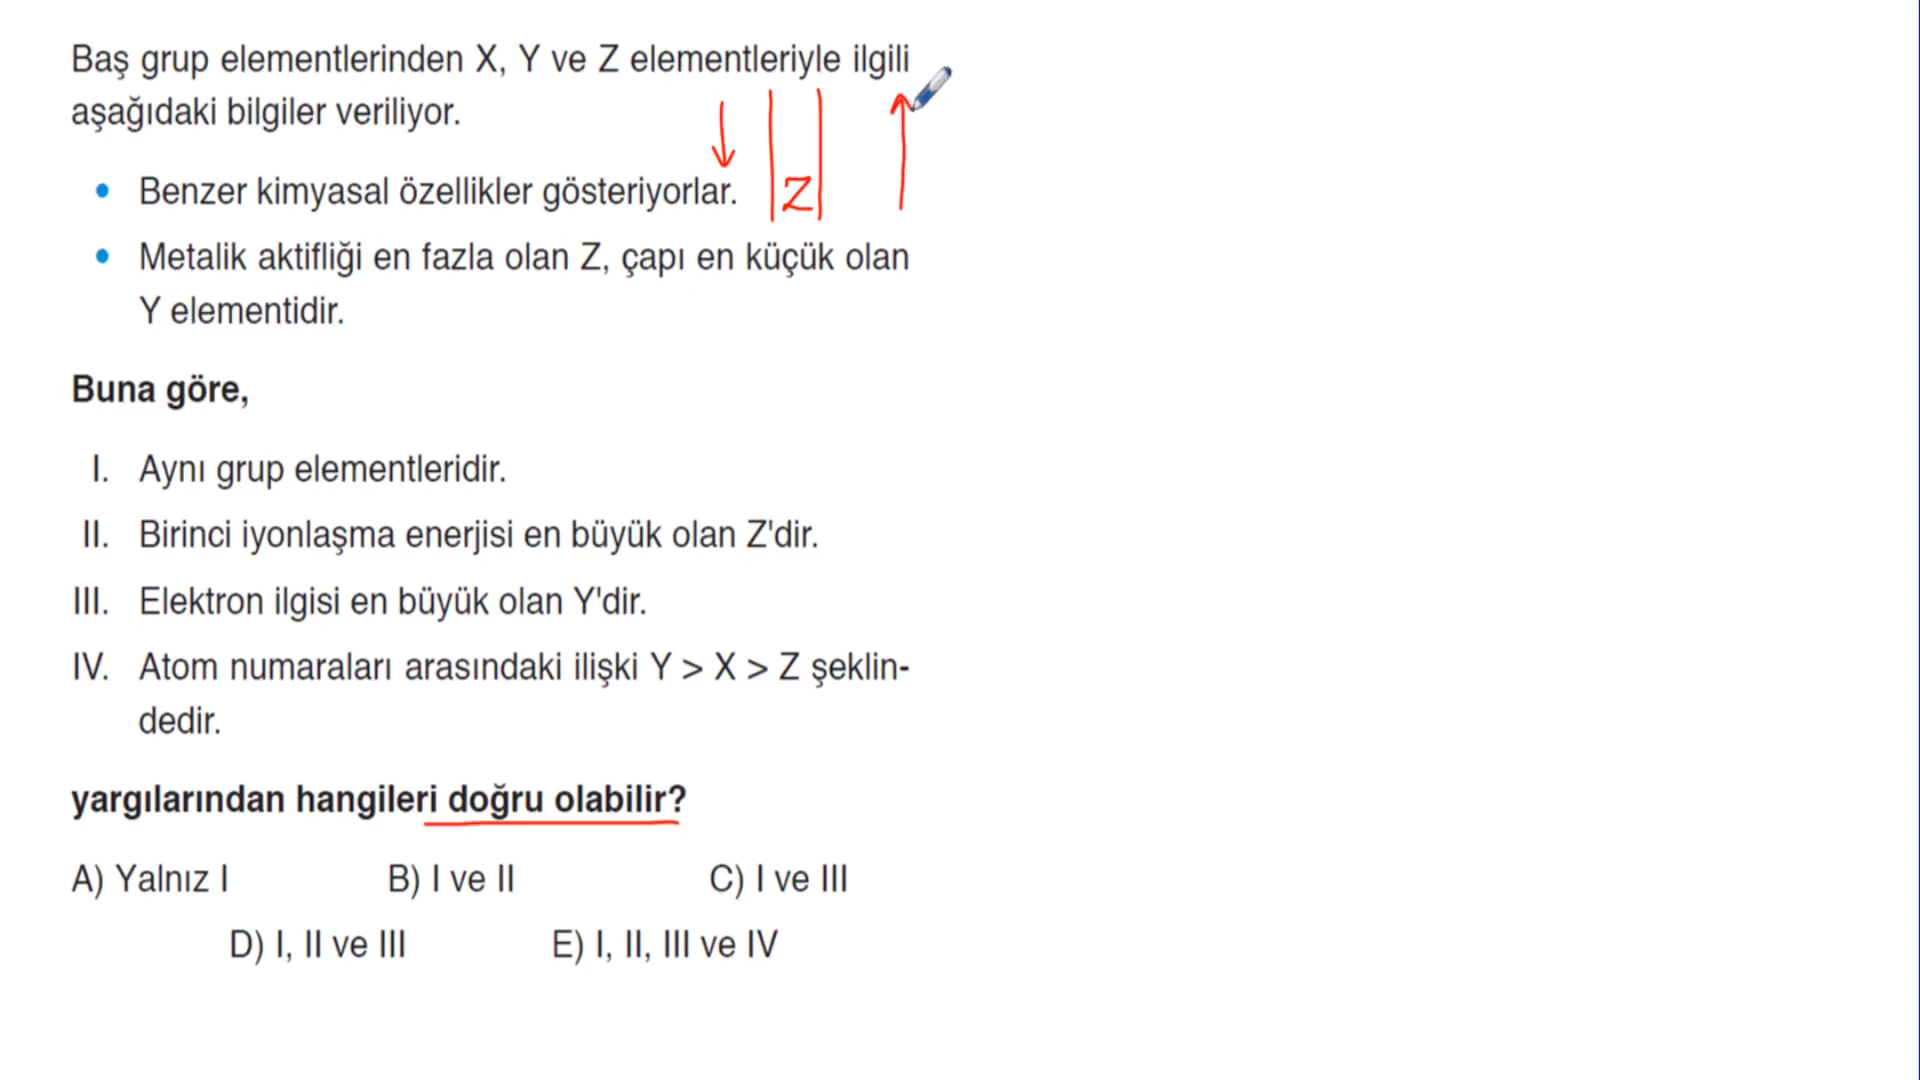 Baş grup elementlerinden X, Y ve Z elementleriyle ilgili
aşağıdaki bilgiler veriliyor.
• Benzer kimyasal özellikler gösteriyorlar.
Z
• Metalik aktifliği en fazla olan Z, çapı en küçük olan
Y elementidir.
Buna göre,
I. Aynı grup elementleridir.
II. Birinci iyonlaşma enerjisi en büyük olan Z'dir.
III. Elektron ilgisi en büyük olan Y'dir.
IV. Atom numaraları arasındaki ilişki Y > X > Z şeklin-
dedir.
yargılarından hangileri doğru olabilir?
A) Yalnız I B) I ve II C) I ve III
D) I, II ve III E) I, II, III ve IV